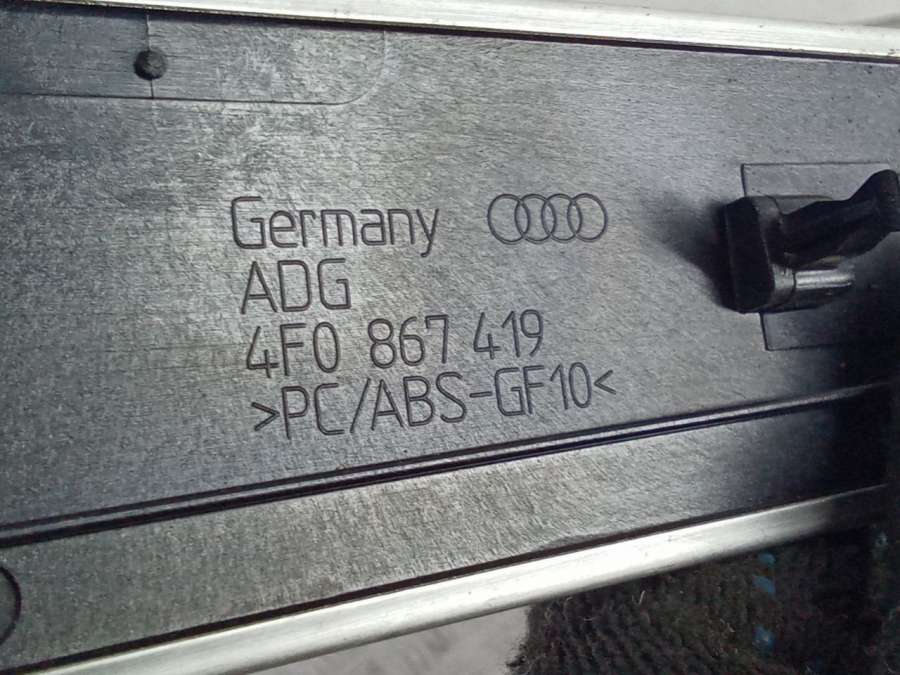 Germany
ADG
4F0 867 419
>PC/ABS-GF10<